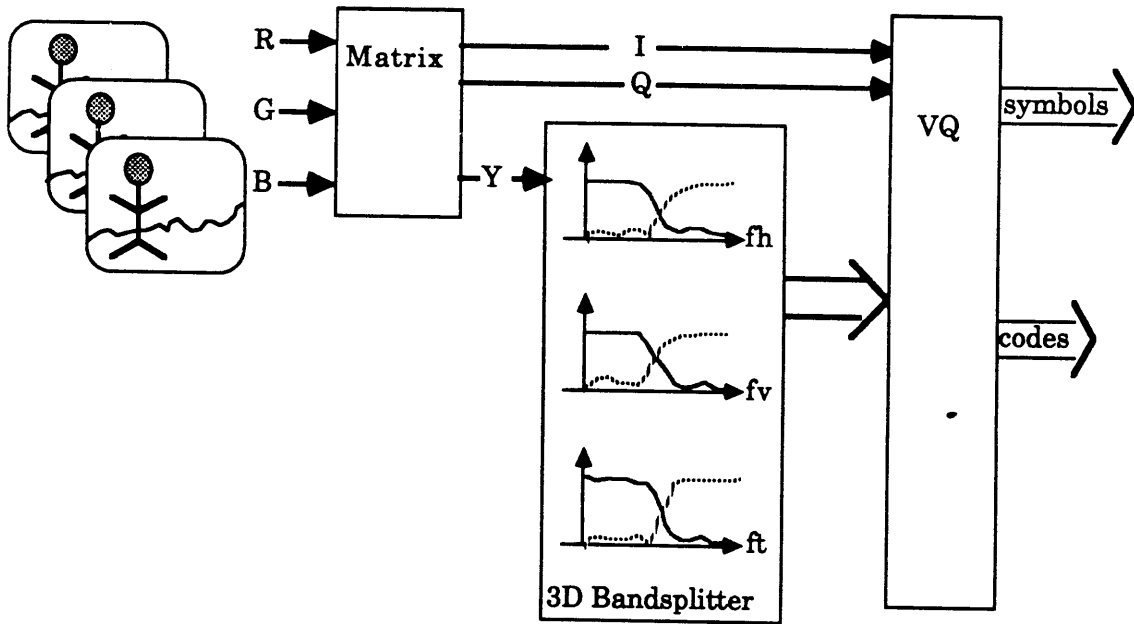 R
G
B
Matrix
I
Q
Y
fh
fv
ft
3D Bandsplitter
VQ
symbols
codes